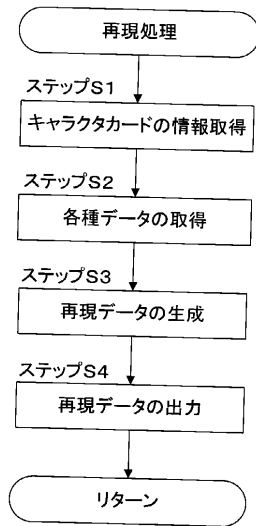 再現処理
ステップS1
キャラクタカードの情報取得
ステップS2
各種データの取得
ステップS3
再現データの生成
ステップS4
再現データの出力
リターン